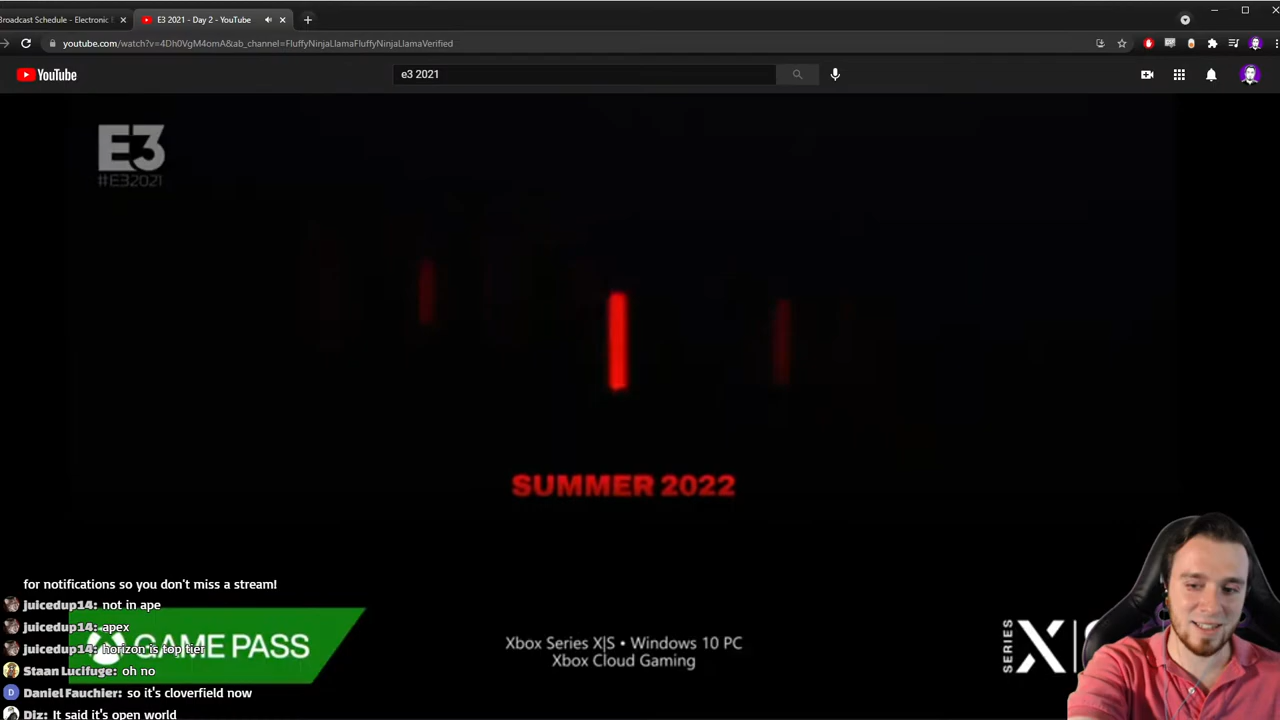 Broadcast Schedule - Electronic E
E3 2021 - Day 2 - YouTube
youtube.com/watch?v=4Dh0VgM4omA&ab_channel=FluffyNinjaLlamaFluffyNinjaLlamaVerified
YouTube
e3 2021
E3
#E32021
SUMMER 2022
for notifications so you don't miss a stream!
juicedup14: not in ape
juicedup14: apex
juicedup14: horizon is top tier
Staan Lucifuge: oh no
Daniel Fauchier: so it's cloverfield now
Diz: It said it's open world
GAME PASS
Xbox Series X|S • Windows 10 PC
Xbox Cloud Gaming
SERIES X|S